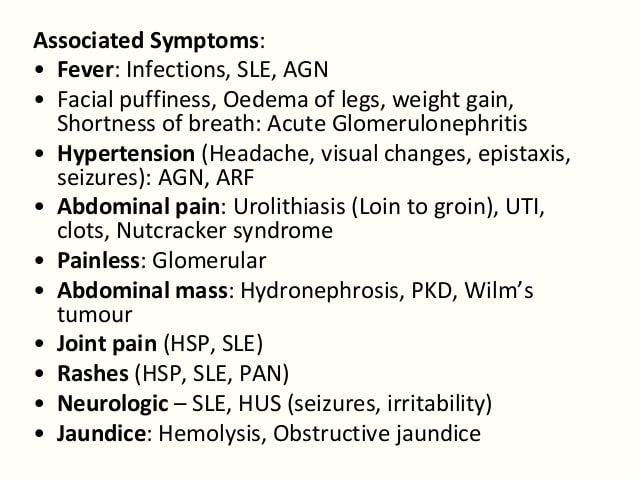 Associated Symptoms:
• Fever: Infections, SLE, AGN
• Facial puffiness, Oedema of legs, weight gain,
Shortness of breath: Acute Glomerulonephritis
• Hypertension (Headache, visual changes, epistaxis,
seizures): AGN, ARF
• Abdominal pain: Urolithiasis (Loin to groin), UTI,
clots, Nutcracker syndrome
• Painless: Glomerular
• Abdominal mass: Hydronephrosis, PKD, Wilm’s
tumour
• Joint pain (HSP, SLE)
• Rashes (HSP, SLE, PAN)
• Neurologic – SLE, HUS (seizures, irritability)
• Jaundice: Hemolysis, Obstructive jaundice